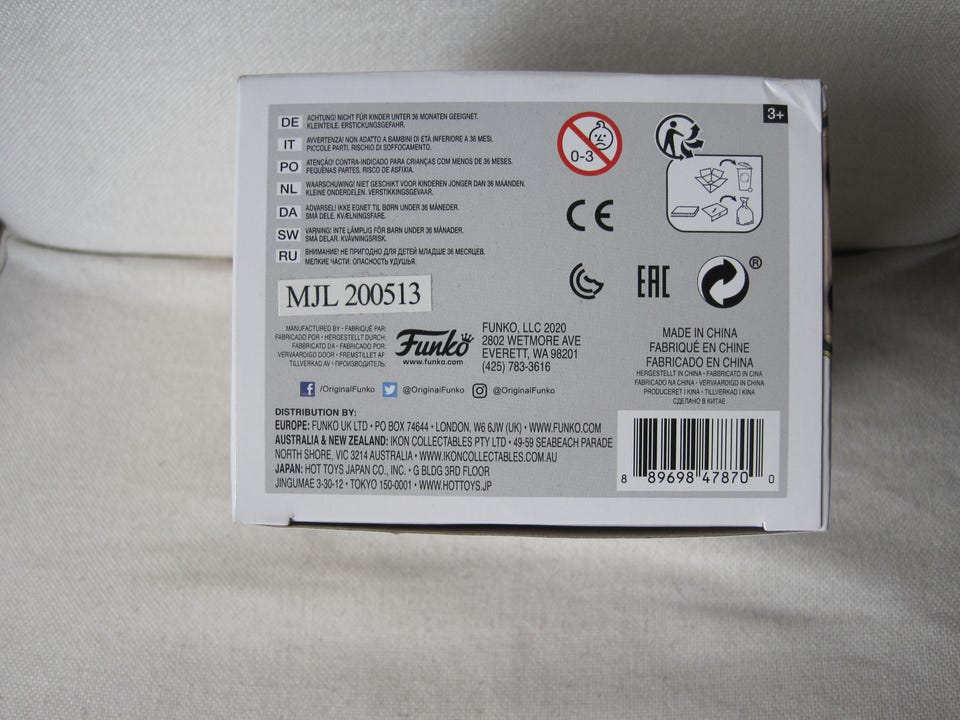 DE ACHTUNG! NICHT FÜR KINDER UNTER 36 MONATEN GEEIGNET.
KLEINTEILE. ERSTICKUNGSGEFAHR.
IT AVVERTENZA! NON ADATTO A BAMBINI DI ETÀ INFERIORE A 36 MESI.
PICCOLE PARTI. RISCHIO DI SOFFOCAMENTO.
PO ATENÇÃO! CONTRA-INDICADO PARA CRIANÇAS COM MENOS DE 36 MESES.
PEQUENAS PARTES. RISCO DE ASFIXIA.
NL WAARSCHUWING! NIET GESCHIKT VOOR KINDEREN JONGER DAN 36 MAANDEN.
KLEINE ONDERDELEN. VERSTIKKINGSGEVAAR.
DA ADVARSEL! IKKE EGNET TIL BØRN UNDER 36 MÅNEDER.
SMÅ DELE. KVÆLNINGSFARE.
SW VARNING! INTE LÄMPLIG FÖR BARN UNDER 36 MÅNADER.
SMÅ DELAR. KVÄVNINGSRISK.
RU ВНИМАНИЕ! НЕ ПРИГОДНО ДЛЯ ДЕТЕЙ МЛАДШЕ 36 МЕСЯЦЕВ.
МЕЛКИЕ ЧАСТИ. ОПАСНОСТЬ УДУШЬЯ.
0-3
3+
CE
EAC
®
MJL 200513
MANUFACTURED BY • FABRIQUÉ PAR:
FABRICADO POR • HERGESTELLT DURCH:
FABBRICATO DA • FABRICADO POR:
VERVAARDIGD DOOR • FREMSTILLET AF:
TILLVERKAD AV • ПРОИЗВОДИТЕЛЬ:
Funko
www.funko.com
FUNKO, LLC 2020
2802 WETMORE AVE
EVERETT, WA 98201
(425) 783-3616
MADE IN CHINA
FABRIQUÉ EN CHINE
FABRICADO EN CHINA
HERGESTELLT IN CHINA • FABBRICATO IN CINA
FABRICADO NA CHINA • VERVAARDIGD IN CHINA
PRODUCERET I KINA • TILLVERKAD I KINA
СДЕЛАНО В КИТАЕ
/OriginalFunko @OriginalFunko @OriginalFunko
DISTRIBUTION BY:
EUROPE: FUNKO UK LTD • PO BOX 74644 • LONDON, W6 6JW (UK) • WWW.FUNKO.COM
AUSTRALIA & NEW ZEALAND: IKON COLLECTABLES PTY LTD • 49-59 SEABEACH PARADE
NORTH SHORE, VIC 3214 AUSTRALIA • WWW.IKONCOLLECTABLES.COM.AU
JAPAN: HOT TOYS JAPAN CO., INC. • G BLDG 3RD FLOOR
JINGUMAE 3-30-12 • TOKYO 150-0001 • WWW.HOTTOYS.JP
8 89698 47870 0